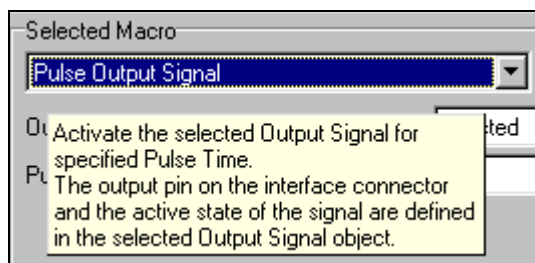 Selected Macro
Pulse Output Signal
Activate the selected Output Signal for
specified Pulse Time.
The output pin on the interface connector
and the active state of the signal are defined
in the selected Output Signal object.